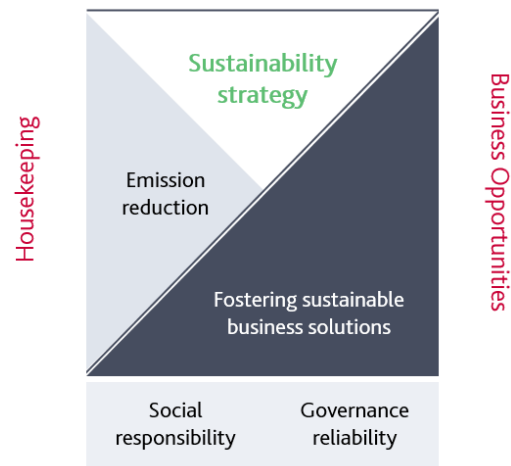 Sustainability
strategy
Housekeeping
Business Opportunities
Emission
reduction
Fostering sustainable
business solutions
Social
responsibility
Governance
reliability